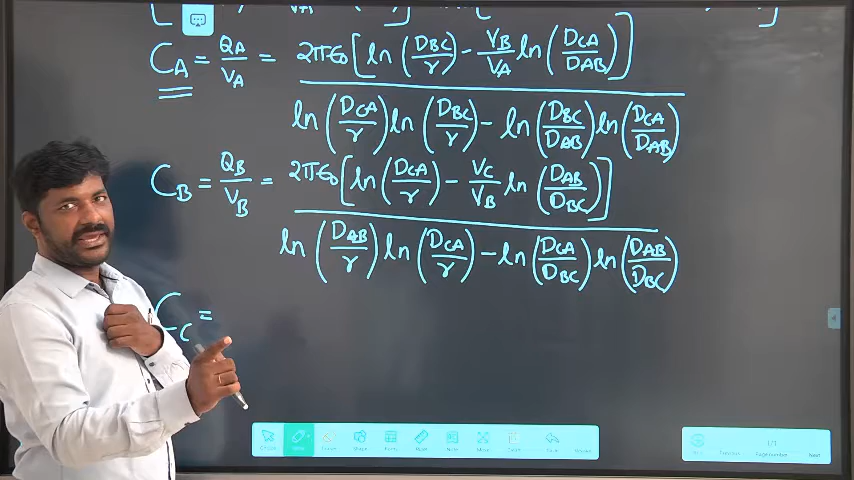 C_A = Q_A/V_A = 2πε₀[ln(D_BC/r) − V_B/V_A ln(D_CA/D_AB)]
ln(D_CA/r) ln(D_BC/r) − ln(D_BC/D_AB) ln(D_CA/D_AB)
C_B = Q_B/V_B = 2πε₀[ln(D_CA/r) − V_C/V_B ln(D_AB/D_BC)]
ln(D_AB/r) ln(D_CA/r) − ln(D_CA/D_BC) ln(D_AB/D_BC)
C_C =